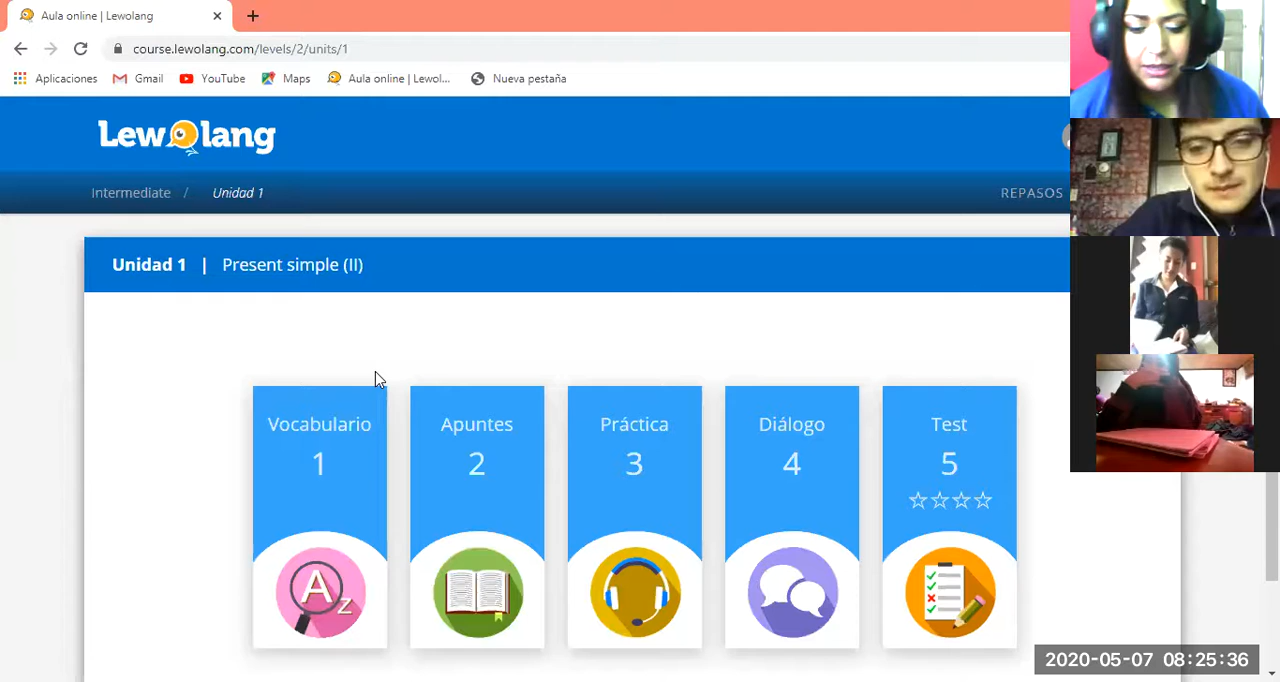 Aula online | Lewolang
course.lewolang.com/levels/2/units/1
Aplicaciones Gmail YouTube Maps Aula online | Lewol... Nueva pestaña
Lewolang
Intermediate / Unidad 1 REPASOS
Unidad 1 | Present simple (II)
Vocabulario Apuntes Práctica Diálogo Test
1 2 3 4 5
A
Z
2020-05-07 08:25:36